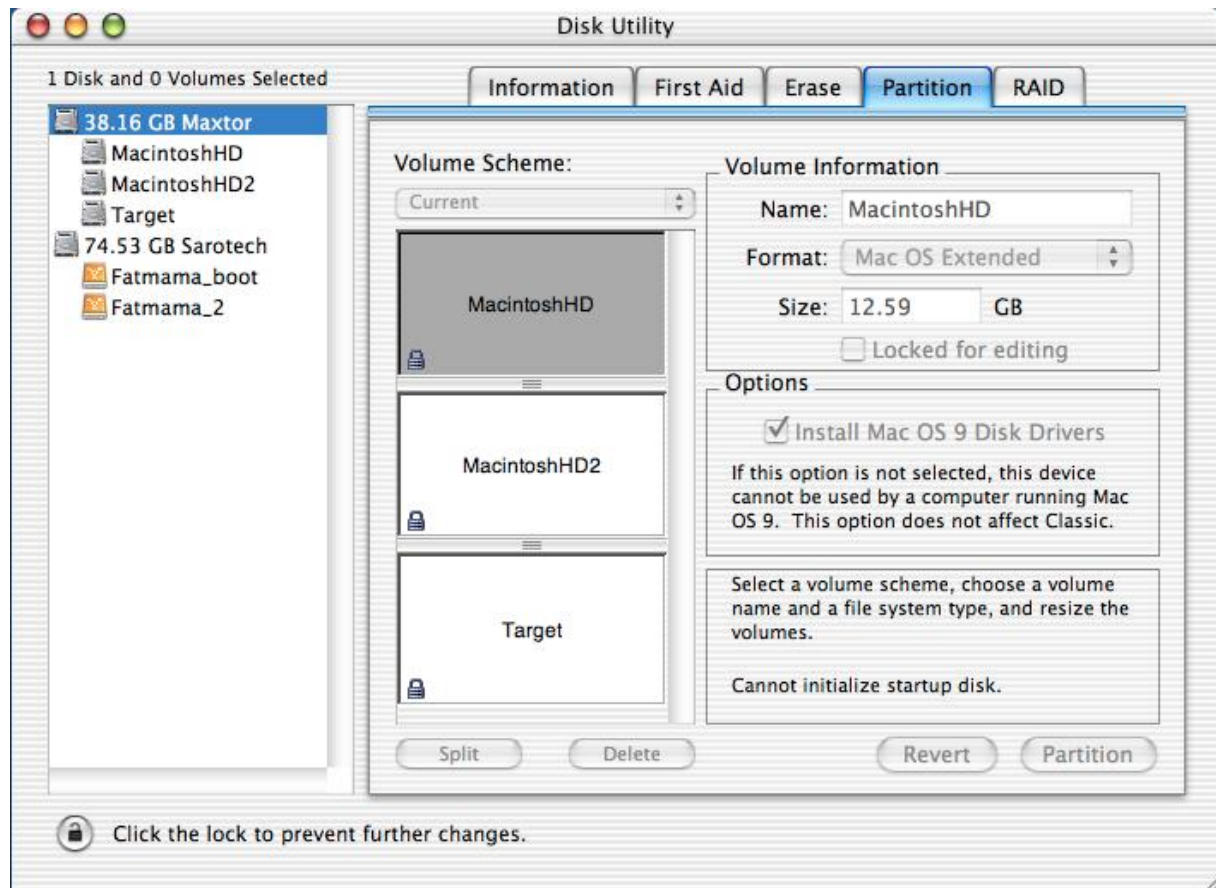 Disk Utility
1 Disk and 0 Volumes Selected
38.16 GB Maxtor
MacintoshHD
MacintoshHD2
Target
74.53 GB Sarotech
Fatmama_boot
Fatmama_2
Information
First Aid
Erase
Partition
RAID
Volume Scheme:
Current
MacintoshHD
MacintoshHD2
Target
Split
Delete
Volume Information
Name: MacintoshHD
Format: Mac OS Extended
Size: 12.59 GB
Locked for editing
Options
Install Mac OS 9 Disk Drivers
If this option is not selected, this device
cannot be used by a computer running Mac
OS 9. This option does not affect Classic.
Select a volume scheme, choose a volume
name and a file system type, and resize the
volumes.
Cannot initialize startup disk.
Revert
Partition
Click the lock to prevent further changes.